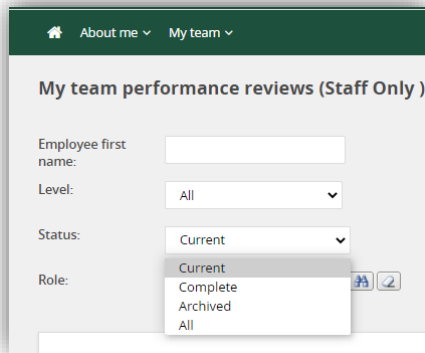 About me My team
My team performance reviews (Staff Only )
Employee first
name:
Level:
All
Status:
Current
Role:
Current
Complete
Archived
All